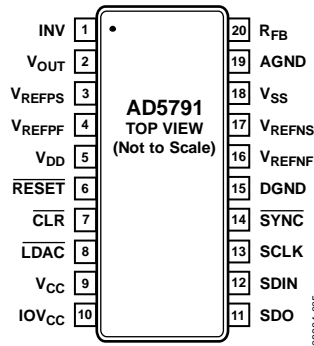 INV 1
VOUT 2
VREFPS 3
VREFPF 4
VDD 5
RESET 6
CLR 7
LDAC 8
VCC 9
IOVCC 10
AD5791
TOP VIEW
(Not to Scale)
20 RFB
19 AGND
18 VSS
17 VREFNS
16 VREFNF
15 DGND
14 SYNC
13 SCLK
12 SDIN
11 SDO